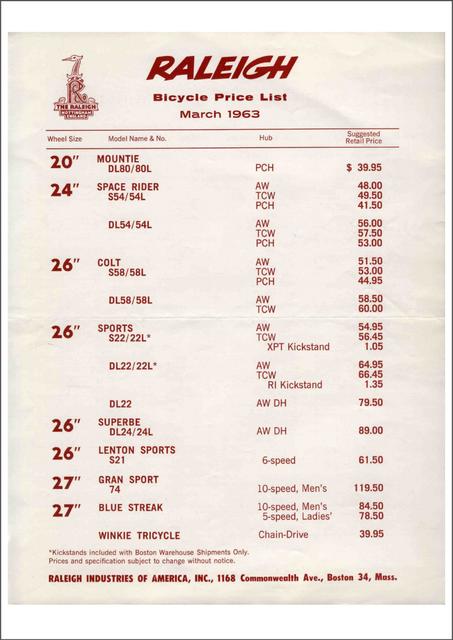 RALEIGH
R
THE RALEIGH
NOTTINGHAM
ENGLAND
Bicycle Price List
March 1963
Wheel Size Model Name & No. Hub Suggested
Retail Price
20" MOUNTIE
DL80/80L PCH $ 39.95
24" SPACE RIDER AW 48.00
S54/54L TCW 49.50
PCH 41.50
DL54/54L AW 56.00
TCW 57.50
PCH 53.00
26" COLT AW 51.50
S58/58L TCW 53.00
PCH 44.95
DL58/58L AW 58.50
TCW 60.00
26" SPORTS AW 54.95
S22/22L* TCW 56.45
XPT Kickstand 1.05
DL22/22L* AW 64.95
TCW 66.45
RI Kickstand 1.35
DL22 AW DH 79.50
26" SUPERBE
DL24/24L AW DH 89.00
26" LENTON SPORTS
S21 6-speed 61.50
27" GRAN SPORT
74 10-speed, Men's 119.50
27" BLUE STREAK 10-speed, Men's 84.50
5-speed, Ladies' 78.50
WINKIE TRICYCLE Chain-Drive 39.95
*Kickstands included with Boston Warehouse Shipments Only.
Prices and specification subject to change without notice.
RALEIGH INDUSTRIES OF AMERICA, INC., 1168 Commonwealth Ave., Boston 34, Mass.